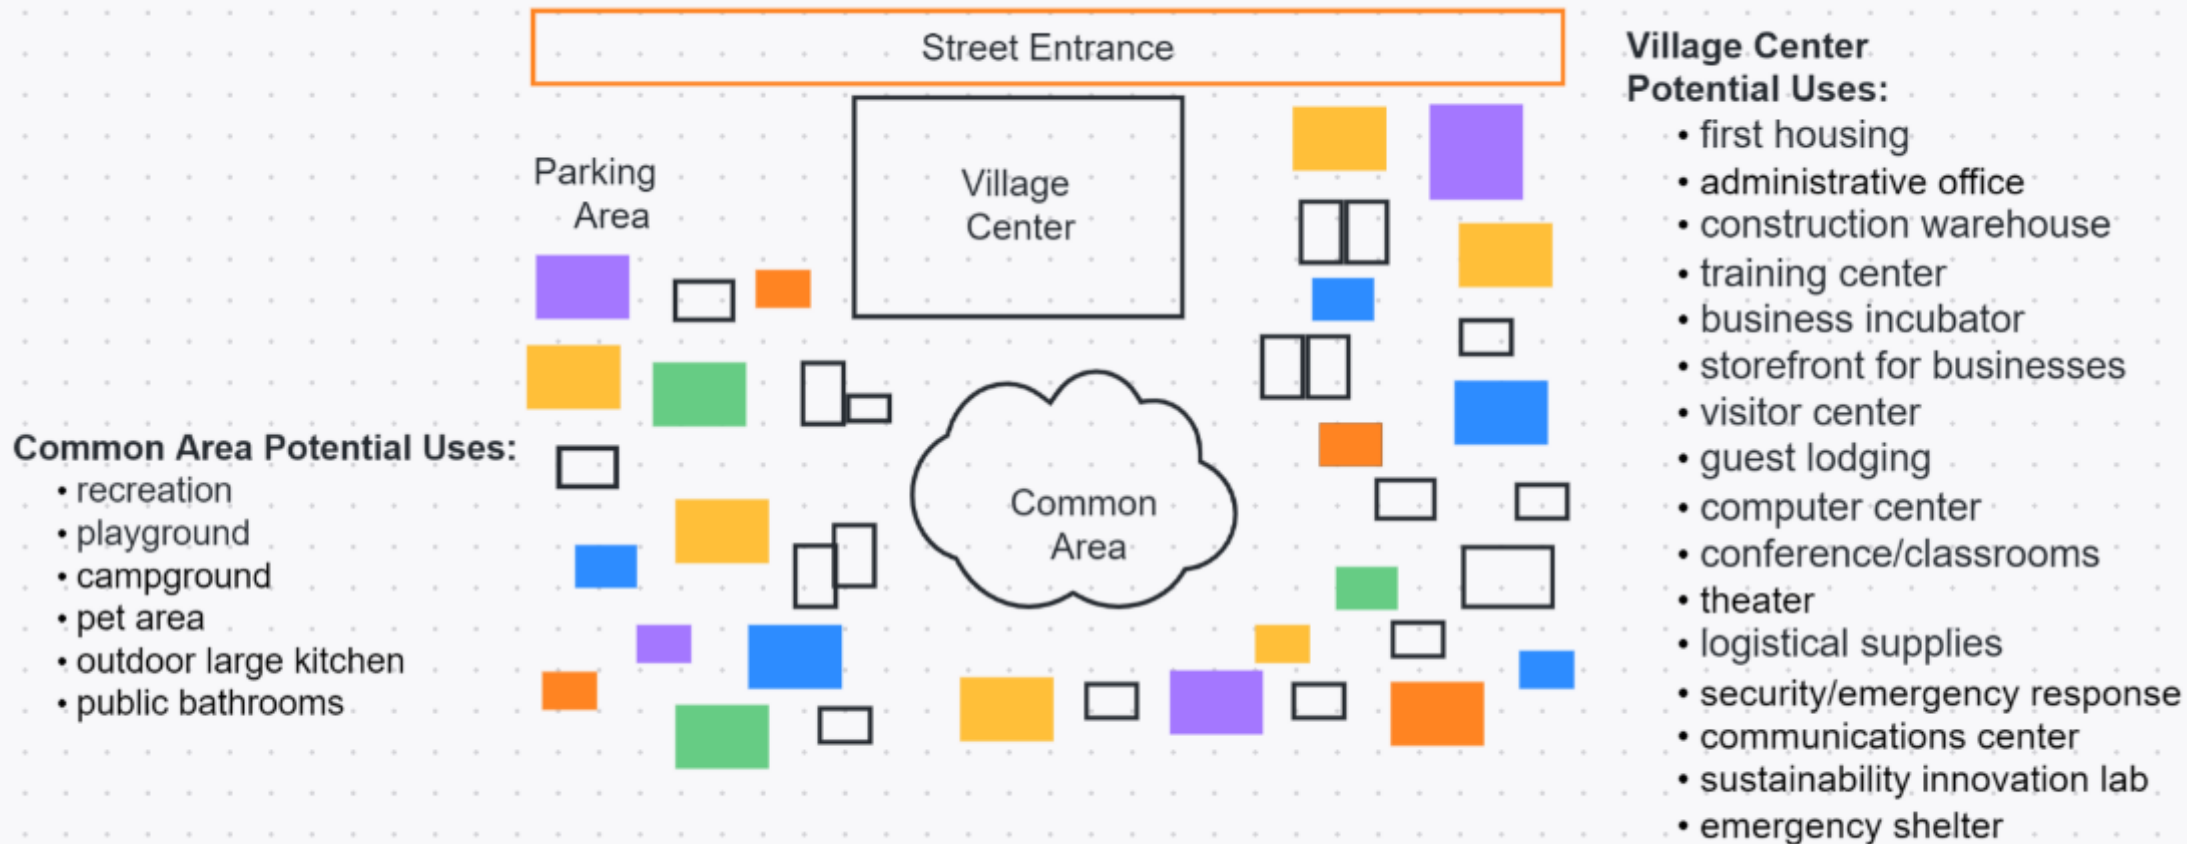 Street Entrance
Parking
Area
Village
Center
Common
Area
Common Area Potential Uses:
• recreation
• playground
• campground
• pet area
• outdoor large kitchen
• public bathrooms
Village Center
Potential Uses:
• first housing
• administrative office
• construction warehouse
• training center
• business incubator
• storefront for businesses
• visitor center
• guest lodging
• computer center
• conference/classrooms
• theater
• logistical supplies
• security/emergency response
• communications center
• sustainability innovation lab
• emergency shelter